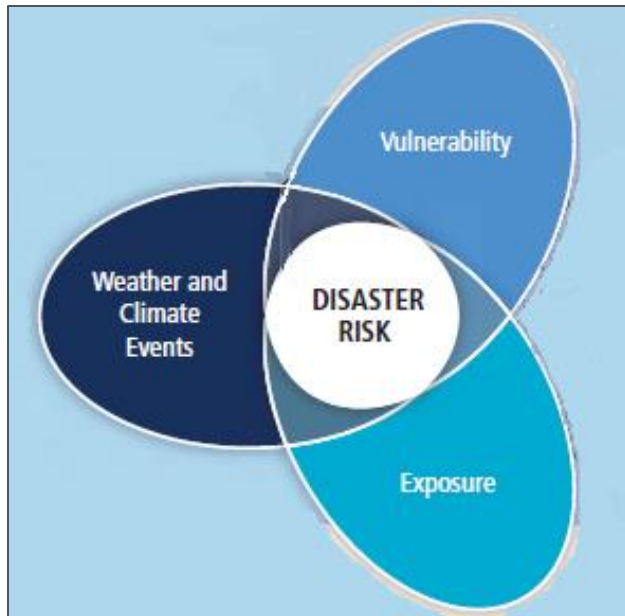 Vulnerability
Weather and
Climate
Events
DISASTER
RISK
Exposure